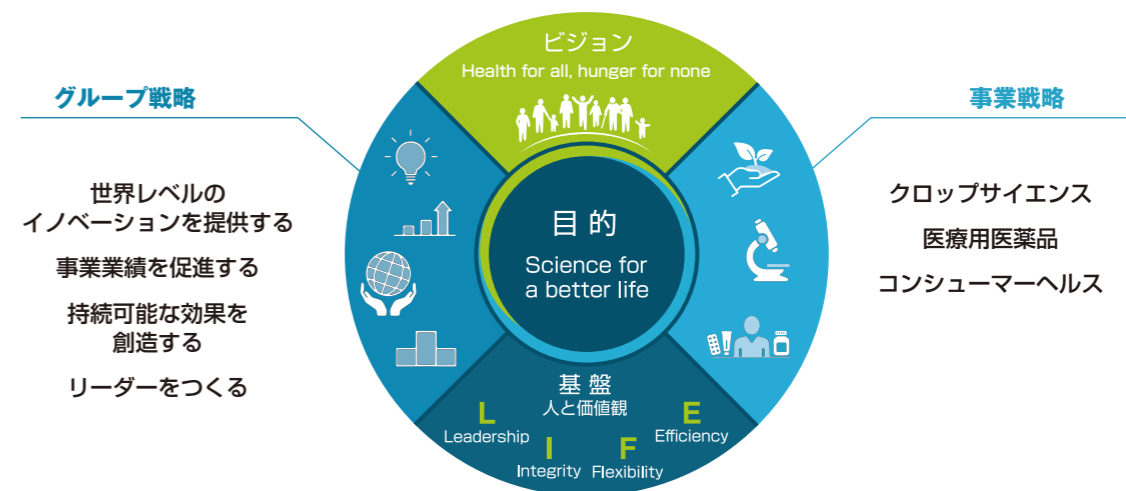 ビジョン
Health for all, hunger for none
グループ戦略
世界レベルの
イノベーションを提供する
事業業績を促進する
持続可能な効果を
創造する
リーダーをつくる
目的
Science for
a better life
事業戦略
クロップサイエンス
医療用医薬品
コンシューマーヘルス
基盤
人と価値観
L
Leadership
I
Integrity
F
Flexibility
E
Efficiency